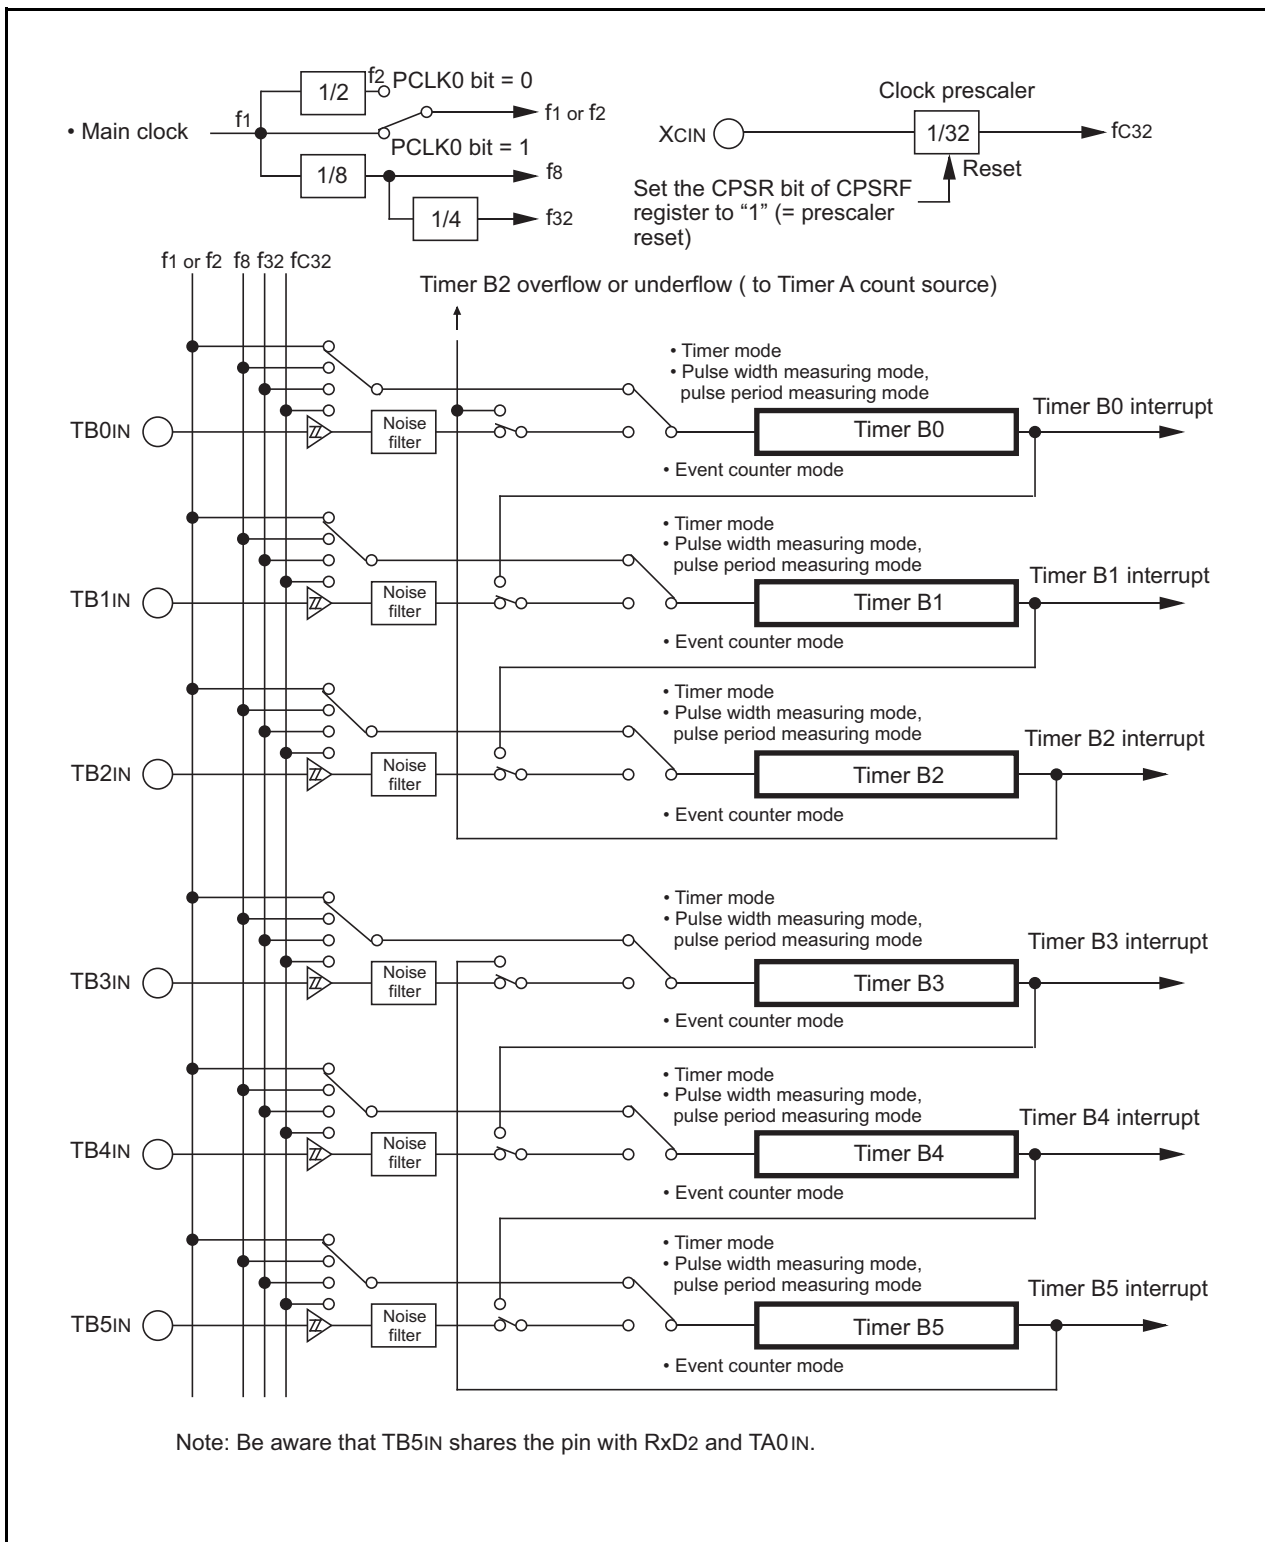 f2 PCLK0 bit = 0
1/2
• Main clock
f1
f1 or f2
PCLK0 bit = 1
1/8
f8
1/4
f32
Clock prescaler
XCIN
1/32
fC32
Reset
Set the CPSR bit of CPSRF
register to “1” (= prescaler
reset)
f1 or f2 f8 f32 fC32
Timer B2 overflow or underflow ( to Timer A count source)
• Timer mode
• Pulse width measuring mode,
pulse period measuring mode
TB0IN
Noise
filter
Timer B0
Timer B0 interrupt
• Event counter mode
• Timer mode
• Pulse width measuring mode,
pulse period measuring mode
TB1IN
Noise
filter
Timer B1
Timer B1 interrupt
• Event counter mode
• Timer mode
• Pulse width measuring mode,
pulse period measuring mode
TB2IN
Noise
filter
Timer B2
Timer B2 interrupt
• Event counter mode
• Timer mode
• Pulse width measuring mode,
pulse period measuring mode
TB3IN
Noise
filter
Timer B3
Timer B3 interrupt
• Event counter mode
• Timer mode
• Pulse width measuring mode,
pulse period measuring mode
TB4IN
Noise
filter
Timer B4
Timer B4 interrupt
• Event counter mode
• Timer mode
• Pulse width measuring mode,
pulse period measuring mode
TB5IN
Noise
filter
Timer B5
Timer B5 interrupt
• Event counter mode
Note: Be aware that TB5IN shares the pin with RxD2 and TA0IN.